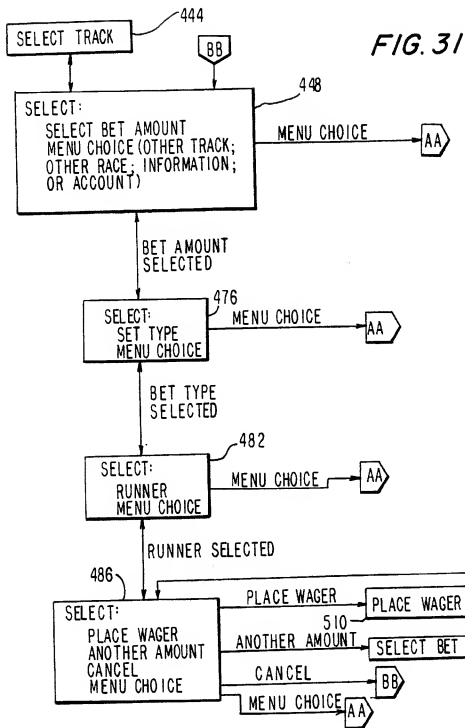 444
SELECT TRACK
BB
FIG. 31
448
SELECT:
SELECT BET AMOUNT
MENU CHOICE (OTHER TRACK;
OTHER RACE; INFORMATION;
OR ACCOUNT)
MENU CHOICE
AA
BET AMOUNT
SELECTED
476
SELECT:
SET TYPE
MENU CHOICE
MENU CHOICE
AA
BET TYPE
SELECTED
482
SELECT:
RUNNER
MENU CHOICE
MENU CHOICE
AA
RUNNER SELECTED
486
SELECT:
PLACE WAGER
ANOTHER AMOUNT
CANCEL
MENU CHOICE
PLACE WAGER
PLACE WAGER
510
ANOTHER AMOUNT
SELECT BET
CANCEL
BB
MENU CHOICE
AA